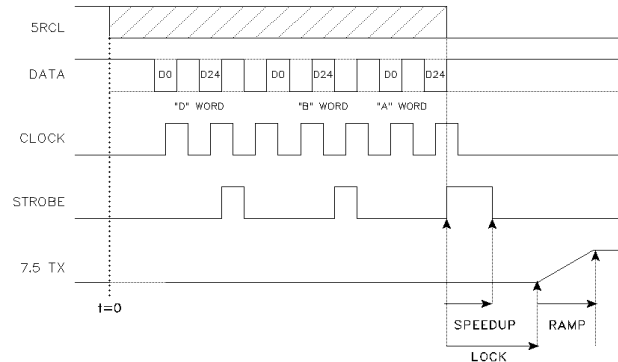 5RCL
DATA
D0 D24 D0 D24 D0 D24
"D" WORD "B" WORD "A" WORD
CLOCK
STROBE
7.5 TX
t=0
SPEEDUP RAMP
LOCK